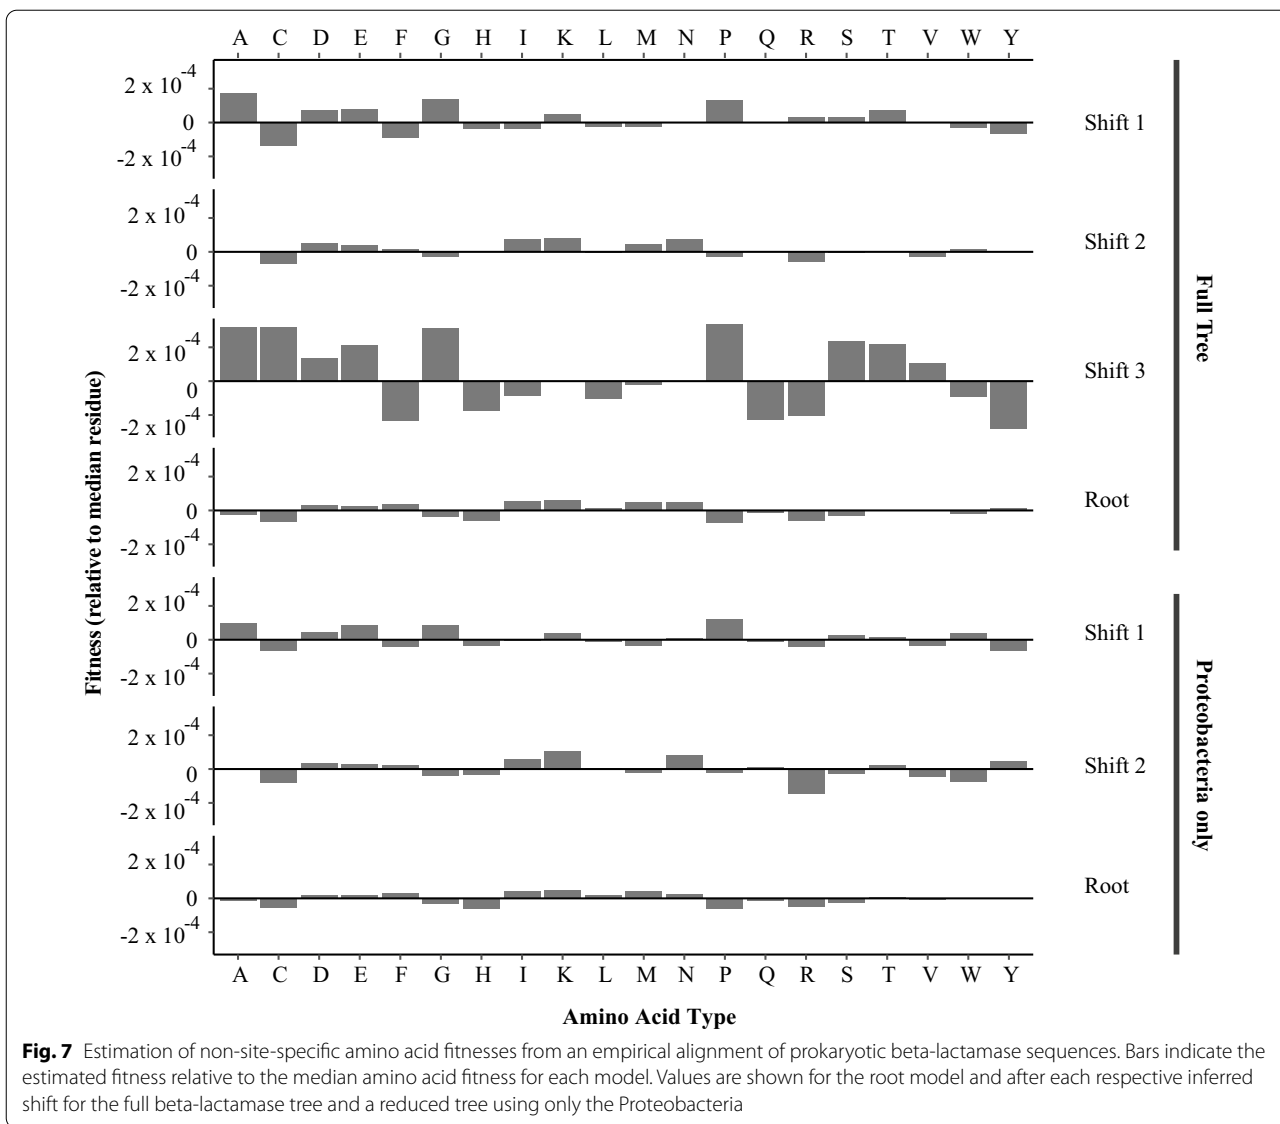 A C D E F G H I K L M N P Q R S T V W Y
2 x 10-4
0
-2 x 10-4
Shift 1
2 x 10-4
0
-2 x 10-4
Shift 2
2 x 10-4
0
-2 x 10-4
Shift 3
2 x 10-4
0
-2 x 10-4
Root
Full Tree
2 x 10-4
0
-2 x 10-4
Shift 1
2 x 10-4
0
-2 x 10-4
Shift 2
2 x 10-4
0
-2 x 10-4
Root
Proteobacteria only
Fitness (relative to median residue)
A C D E F G H I K L M N P Q R S T V W Y
Amino Acid Type
Fig. 7 Estimation of non-site-specific amino acid fitnesses from an empirical alignment of prokaryotic beta-lactamase sequences. Bars indicate the
estimated fitness relative to the median amino acid fitness for each model. Values are shown for the root model and after each respective inferred
shift for the full beta-lactamase tree and a reduced tree using only the Proteobacteria